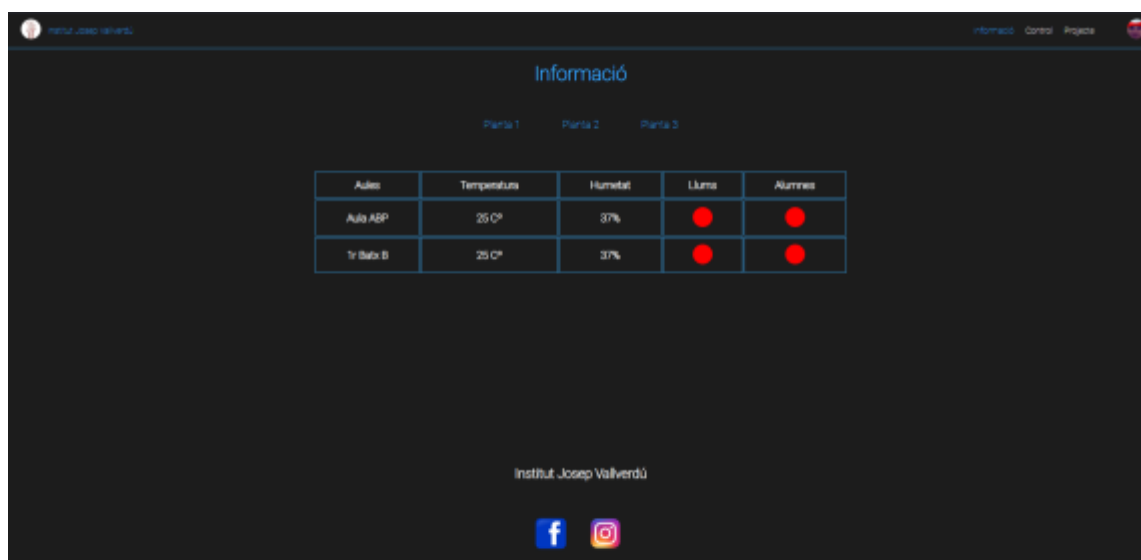 Institut Josep Vallverdú Informació Control Projecte
Informació
Planta 1 Planta 2 Planta 3
Aules Temperatura Humetat Llums Alumnes
Aula ABP 25 Cº 37%
1r Batx B 25 Cº 37%
Institut Josep Vallverdú